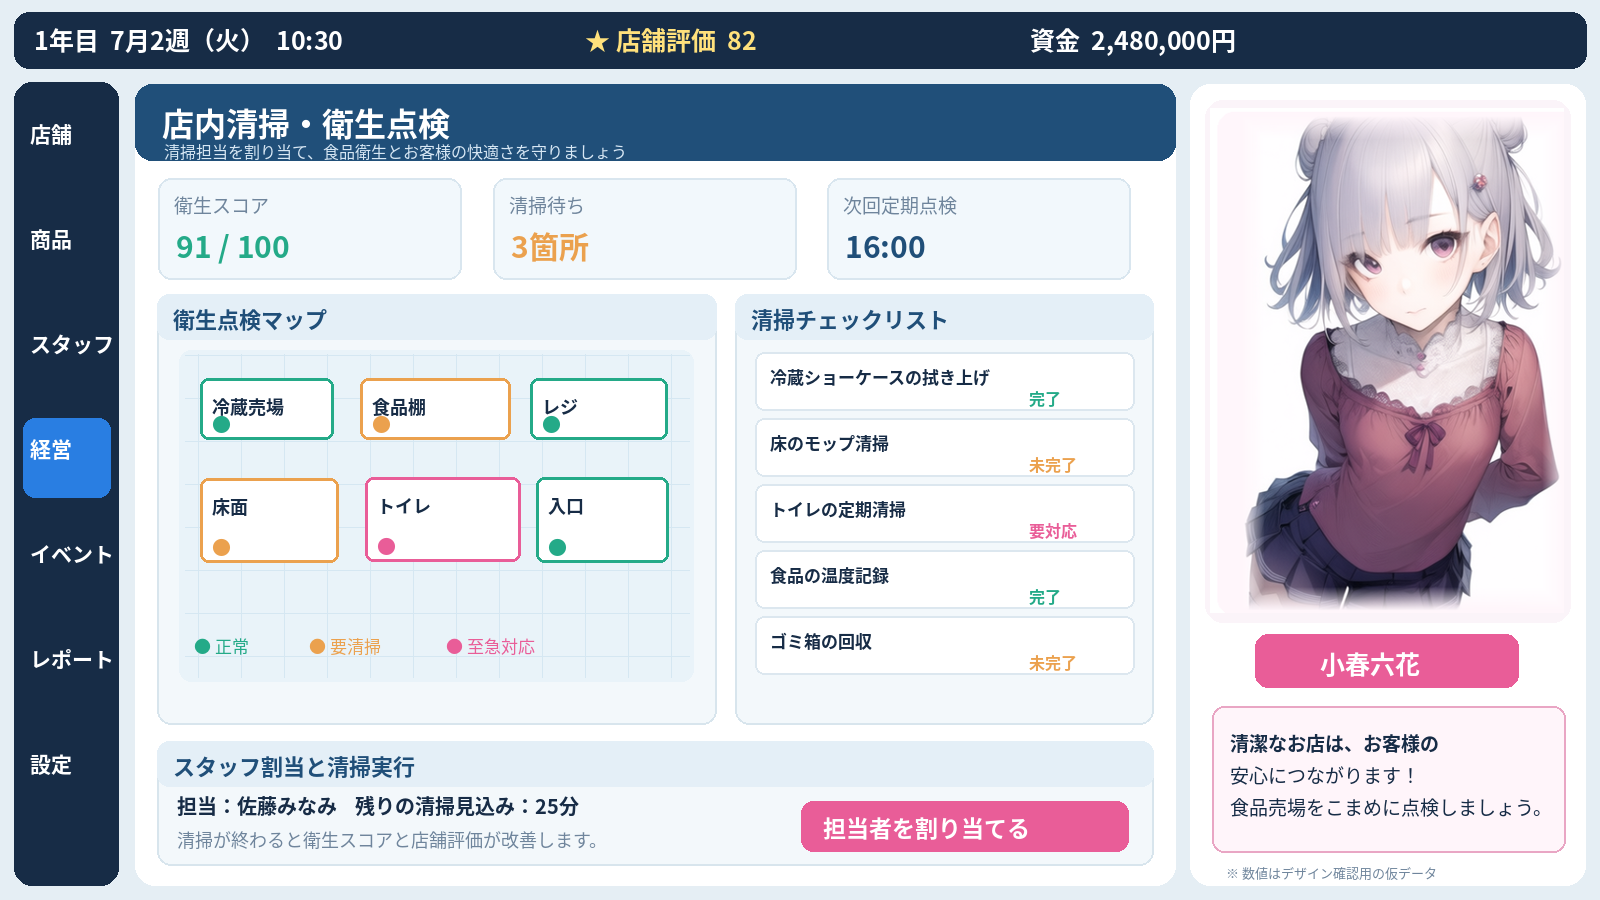 1年目 7月2週（火） 10:30
★ 店舗評価 82
資金 2,480,000円
店舗
商品
スタッフ
経営
イベント
レポート
設定
店内清掃・衛生点検
清掃担当を割り当て、食品衛生とお客様の快適さを守りましょう
衛生スコア
91 / 100
清掃待ち
3箇所
次回定期点検
16:00
衛生点検マップ
冷蔵売場
食品棚
レジ
床面
トイレ
入口
正常
要清掃
至急対応
清掃チェックリスト
冷蔵ショーケースの拭き上げ
完了
床のモップ清掃
未完了
トイレの定期清掃
要対応
食品の温度記録
完了
ゴミ箱の回収
未完了
スタッフ割当と清掃実行
担当：佐藤みなみ 残りの清掃見込み：25分
清掃が終わると衛生スコアと店舗評価が改善します。
担当者を割り当てる
小春六花
清潔なお店は、お客様の
安心につながります！
食品売場をこまめに点検しましょう。
※ 数値はデザイン確認用の仮データ